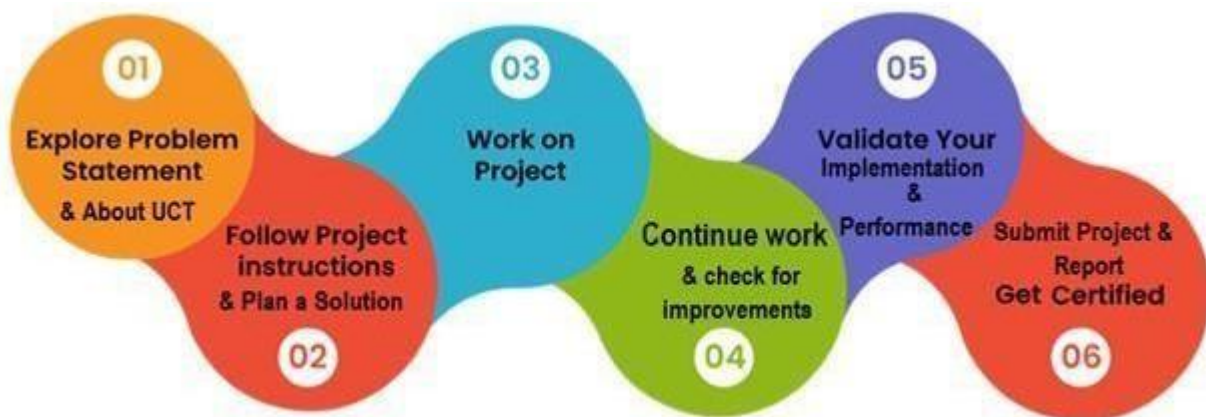 01
Explore Problem
Statement
& About UCT
Follow Project
instructions
& Plan a Solution
02
03
Work on
Project
Continue work
& check for
improvements
04
05
Validate Your
Implementation
&
Performance
Submit Project &
Report
Get Certified
06